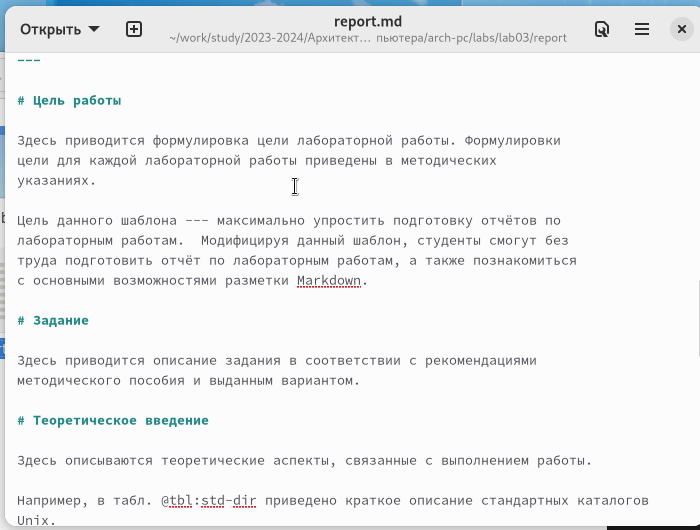 Открыть
report.md
~/work/study/2023-2024/Архитект… пьютера/arch-pc/labs/lab03/report
---
# Цель работы
Здесь приводится формулировка цели лабораторной работы. Формулировки
цели для каждой лабораторной работы приведены в методических
указаниях.
Цель данного шаблона --- максимально упростить подготовку отчётов по
лабораторным работам.  Модифицируя данный шаблон, студенты смогут без
труда подготовить отчёт по лабораторным работам, а также познакомиться
с основными возможностями разметки Markdown.
# Задание
Здесь приводится описание задания в соответствии с рекомендациями
методического пособия и выданным вариантом.
# Теоретическое введение
Здесь описываются теоретические аспекты, связанные с выполнением работы.
Например, в табл. @tbl:std-dir приведено краткое описание стандартных каталогов
Unix.